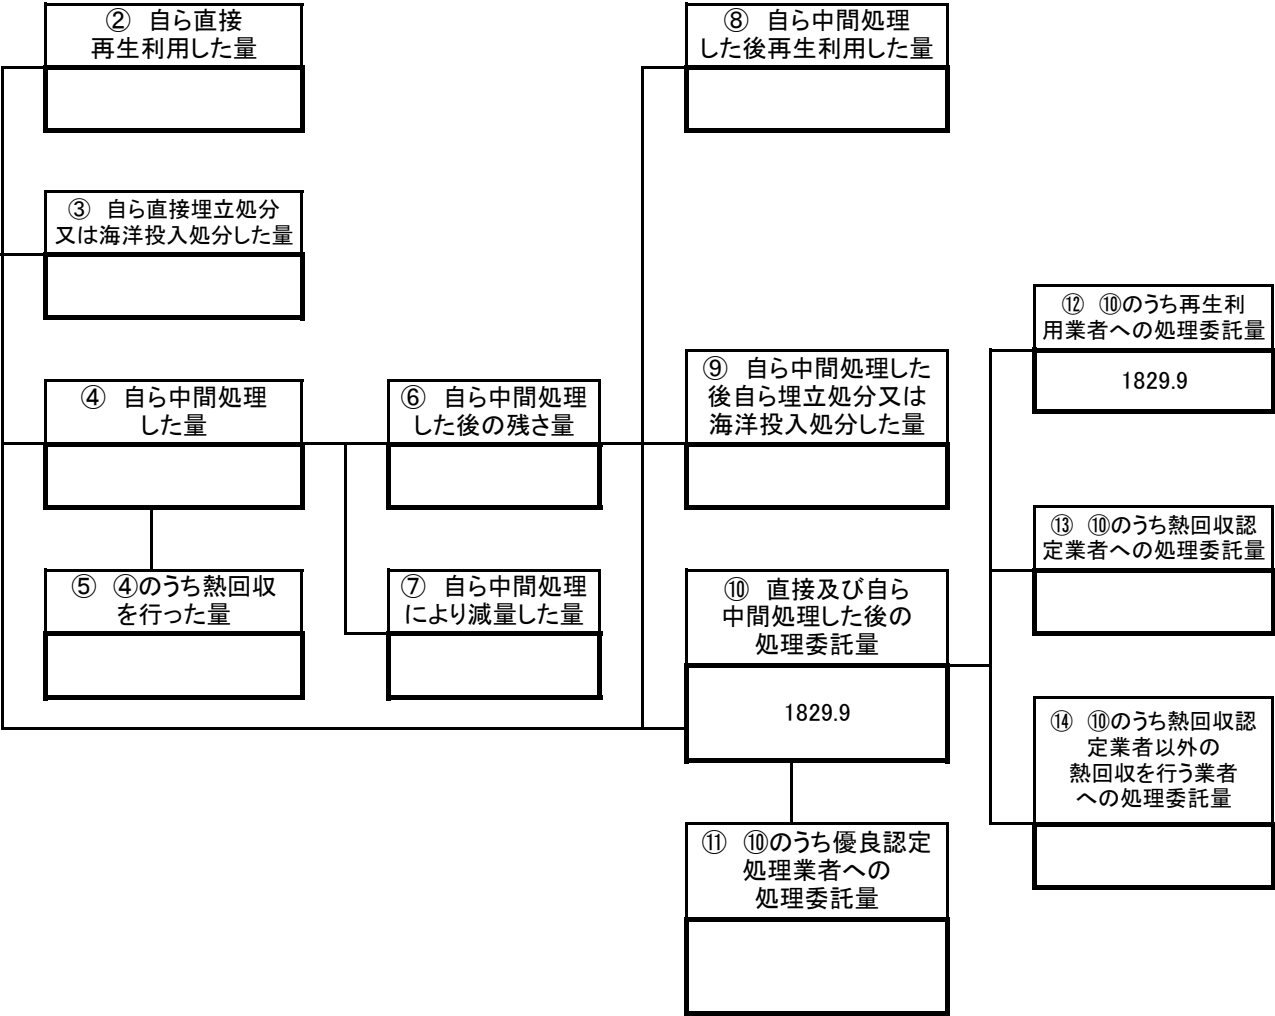 ② 自ら直接
再生利用した量
⑧ 自ら中間処理
した後再生利用した量
③ 自ら直接埋立処分
又は海洋投入処分した量
⑫ ⑩のうち再生利
用業者への処理委託量
1829.9
④ 自ら中間処理
した量
⑥ 自ら中間処理
した後の残さ量
⑨ 自ら中間処理した
後自ら埋立処分又は
海洋投入処分した量
⑬ ⑩のうち熱回収認
定業者への処理委託量
⑤ ④のうち熱回収
を行った量
⑦ 自ら中間処理
により減量した量
⑩ 直接及び自ら
中間処理した後の
処理委託量
1829.9
⑭ ⑩のうち熱回収認
定業者以外の
熱回収を行う業者
への処理委託量
⑪ ⑩のうち優良認定
処理業者への
処理委託量